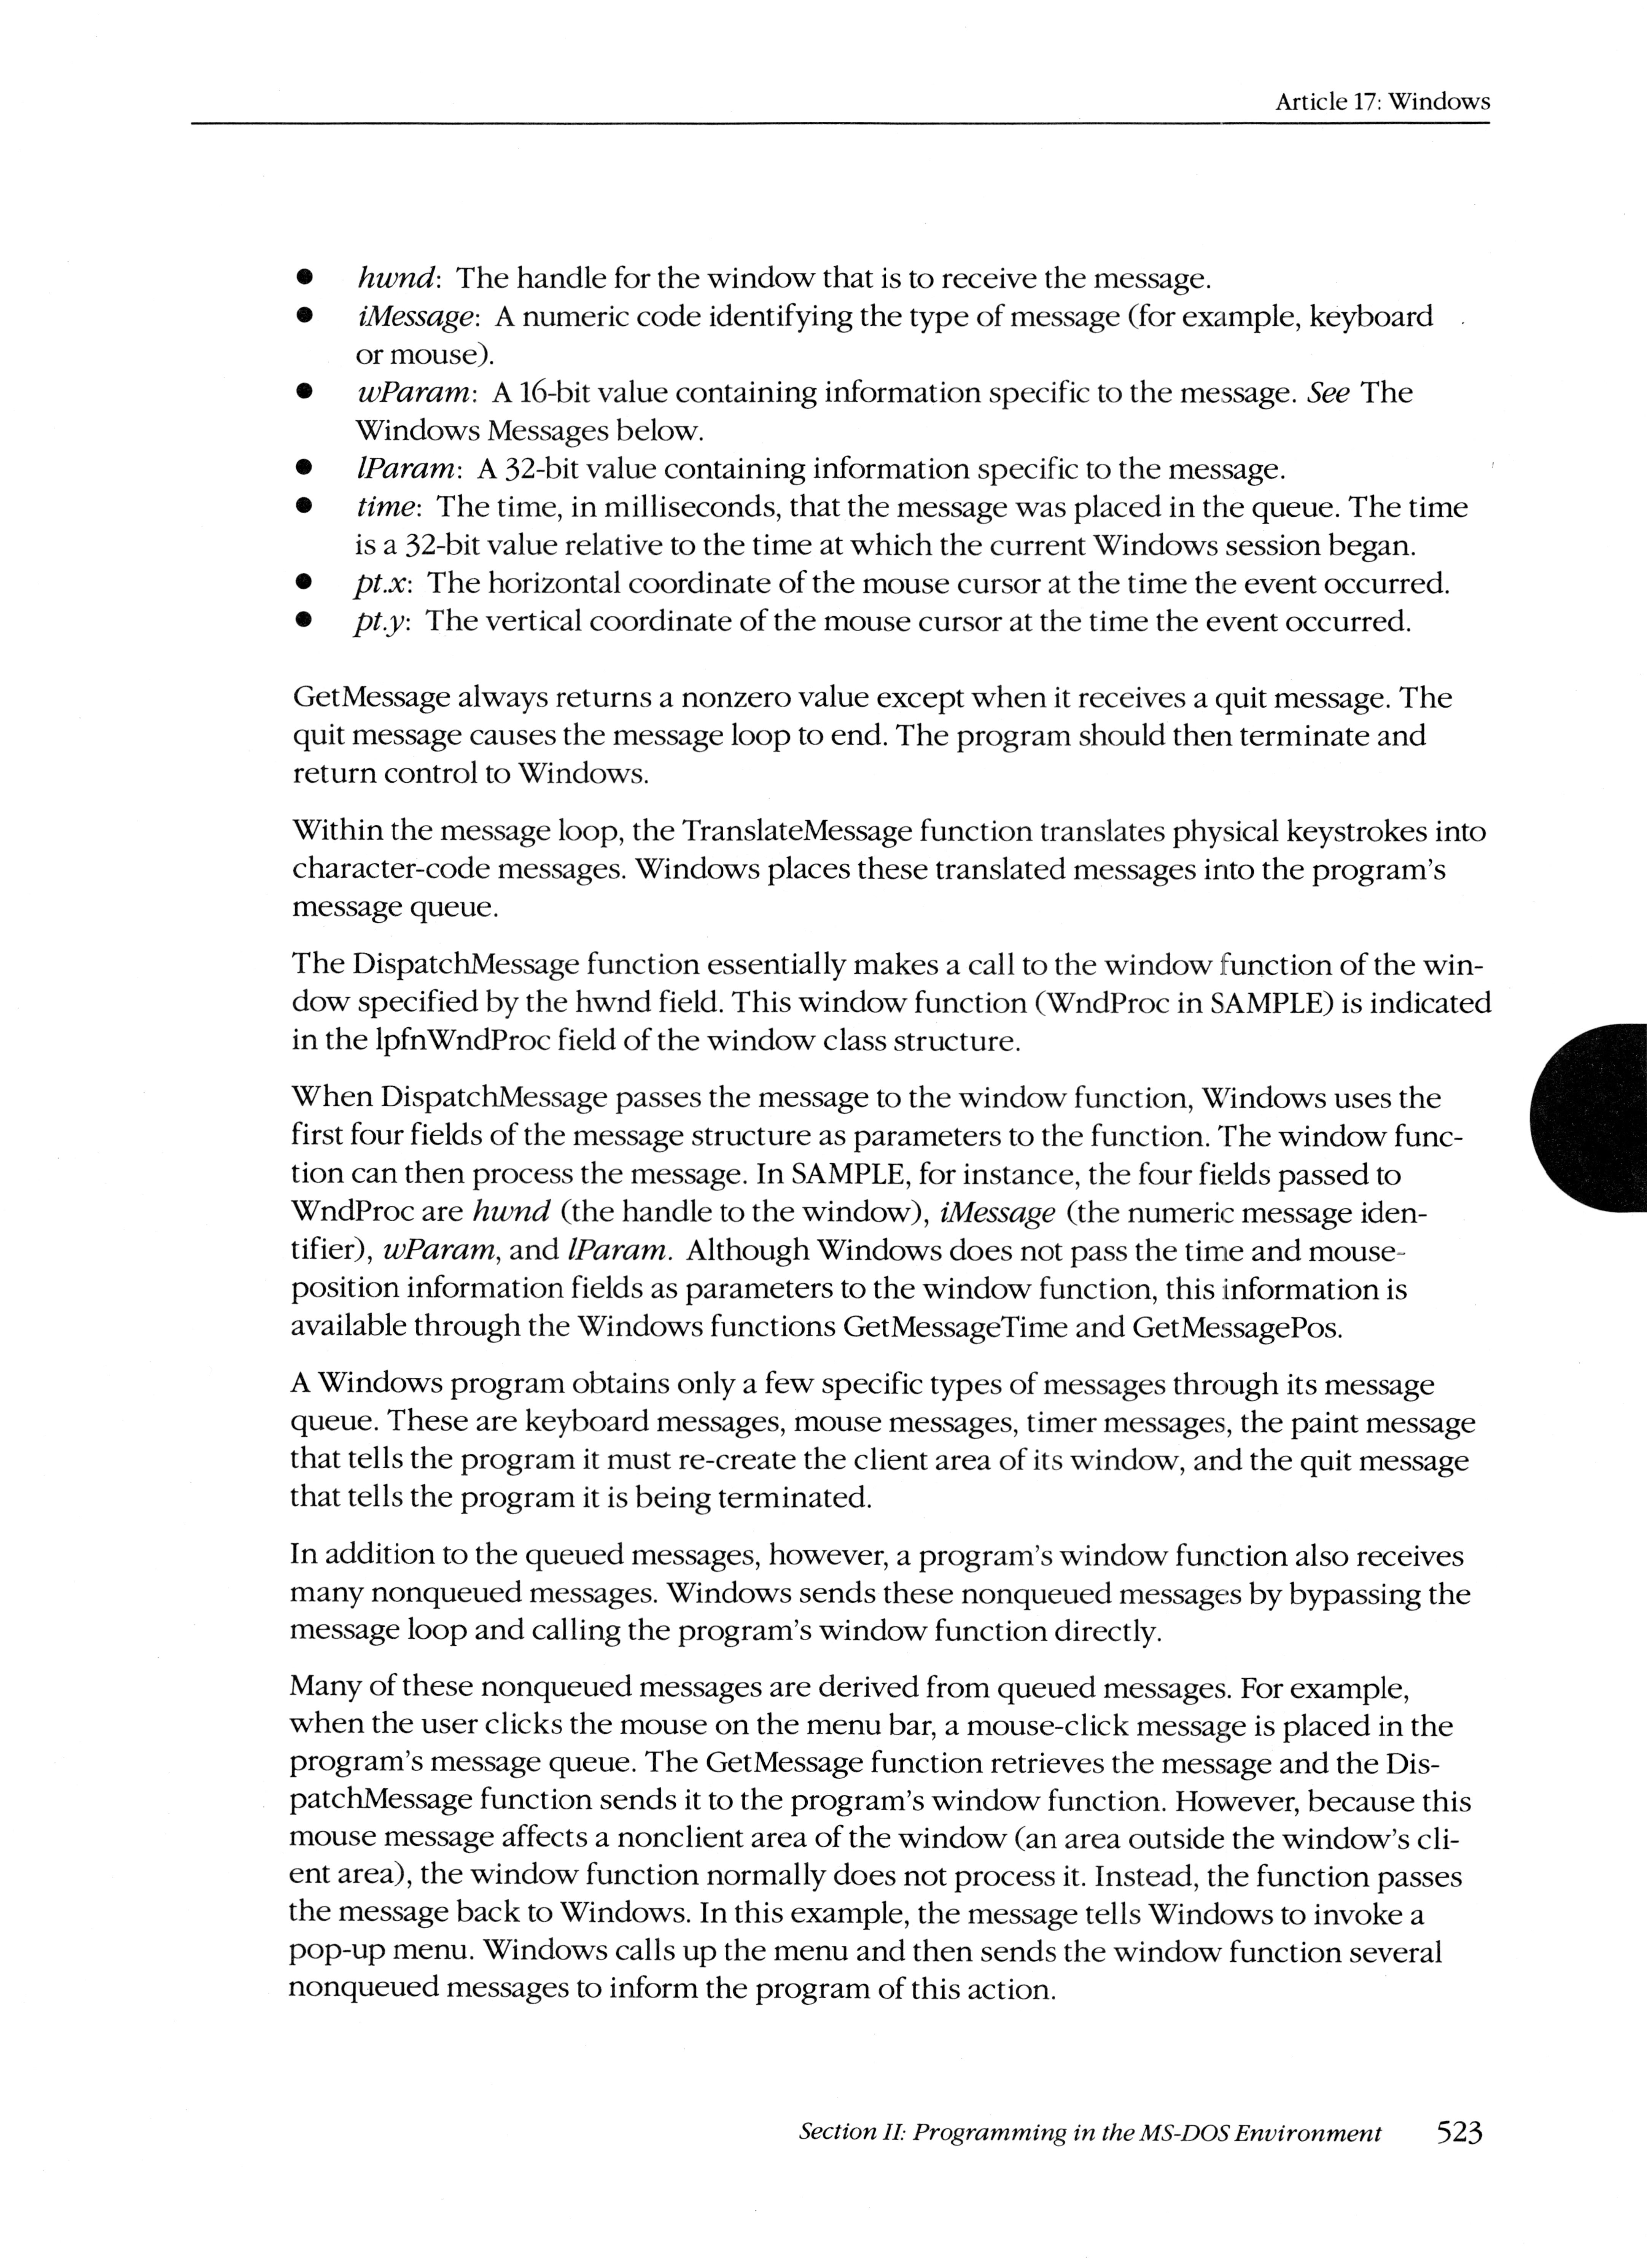 Article 17: Windows
● hwnd: The handle for the window that is to receive the message.
● iMessage: A numeric code identifying the type of message (for example, keyboard
or mouse).
● wParam: A 16-bit value containing information specific to the message. See The
Windows Messages below.
● lParam: A 32-bit value containing information specific to the message.
● time: The time, in milliseconds, that the message was placed in the queue. The time
is a 32-bit value relative to the time at which the current Windows session began.
● pt.x: The horizontal coordinate of the mouse cursor at the time the event occurred.
● pt.y: The vertical coordinate of the mouse cursor at the time the event occurred.
GetMessage always returns a nonzero value except when it receives a quit message. The
quit message causes the message loop to end. The program should then terminate and
return control to Windows.
Within the message loop, the TranslateMessage function translates physical keystrokes into
character-code messages. Windows places these translated messages into the program's
message queue.
The DispatchMessage function essentially makes a call to the window function of the win-
dow specified by the hwnd field. This window function (WndProc in SAMPLE) is indicated
in the lpfnWndProc field of the window class structure.
When DispatchMessage passes the message to the window function, Windows uses the
first four fields of the message structure as parameters to the function. The window func-
tion can then process the message. In SAMPLE, for instance, the four fields passed to
WndProc are hwnd (the handle to the window), iMessage (the numeric message iden-
tifier), wParam, and lParam. Although Windows does not pass the time and mouse-
position information fields as parameters to the window function, this information is
available through the Windows functions GetMessageTime and GetMessagePos.
A Windows program obtains only a few specific types of messages through its message
queue. These are keyboard messages, mouse messages, timer messages, the paint message
that tells the program it must re-create the client area of its window, and the quit message
that tells the program it is being terminated.
In addition to the queued messages, however, a program's window function also receives
many nonqueued messages. Windows sends these nonqueued messages by bypassing the
message loop and calling the program's window function directly.
Many of these nonqueued messages are derived from queued messages. For example,
when the user clicks the mouse on the menu bar, a mouse-click message is placed in the
program's message queue. The GetMessage function retrieves the message and the Dis-
patchMessage function sends it to the program's window function. However, because this
mouse message affects a nonclient area of the window (an area outside the window's cli-
ent area), the window function normally does not process it. Instead, the function passes
the message back to Windows. In this example, the message tells Windows to invoke a
pop-up menu. Windows calls up the menu and then sends the window function several
nonqueued messages to inform the program of this action.
Section II: Programming in the MS-DOS Environment 523